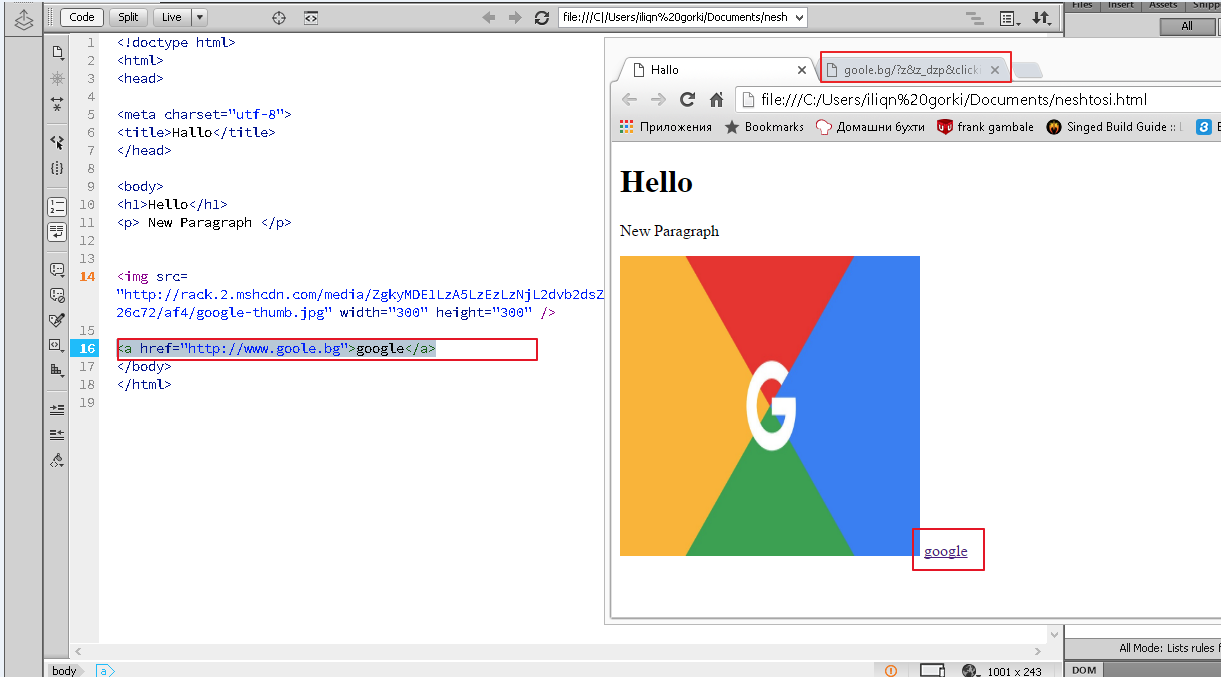 Code Split Live file:///C|/Users/iliqn%20gorki/Documents/nesh
Files Insert Assets Snipp
All
1 <!doctype html>
2 <html>
3 <head>
4
5 <meta charset="utf-8">
6 <title>Hallo</title>
7 </head>
8
9 <body>
10 <h1>Hello</h1>
11 <p> New Paragraph </p>
12
13
14 <img src=
"http://rack.2.mshcdn.com/media/ZgkyMDE1LzA5LzEzLzNjL2dvb2dsZ
26c72/af4/google-thumb.jpg" width="300" height="300" />
15
16 <a href="http://www.goole.bg">google</a>
17 </body>
18 </html>
19
Hallo goole.bg/?z&z_dzp&click
file:///C:/Users/iliqn%20gorki/Documents/neshtosi.html
Приложения Bookmarks Домашни бухти frank gambale Singed Build Guide :: L 3
Hello
New Paragraph
G
google
All Mode: Lists rules f
body a 1001 x 243 DOM